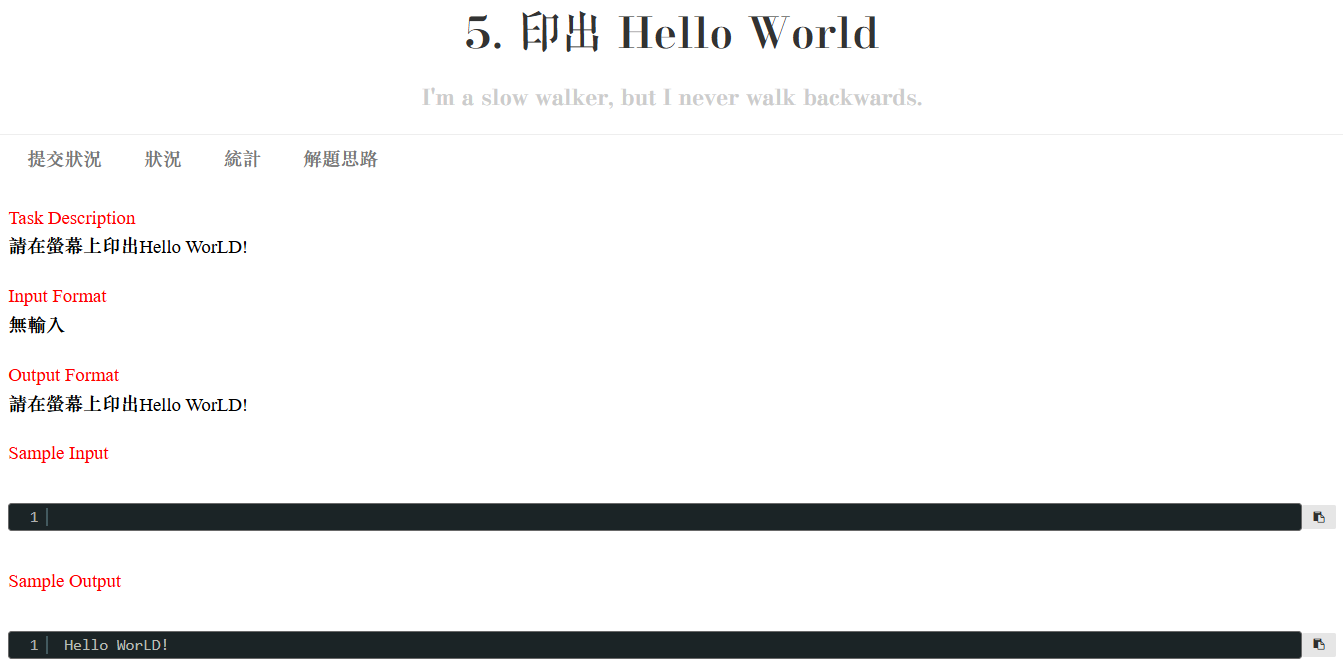 5. 印出 Hello World
I'm a slow walker, but I never walk backwards.
提交狀況 狀況 統計 解題思路
Task Description
請在螢幕上印出Hello WorLD!
Input Format
無輸入
Output Format
請在螢幕上印出Hello WorLD!
Sample Input
1
Sample Output
1 Hello WorLD!